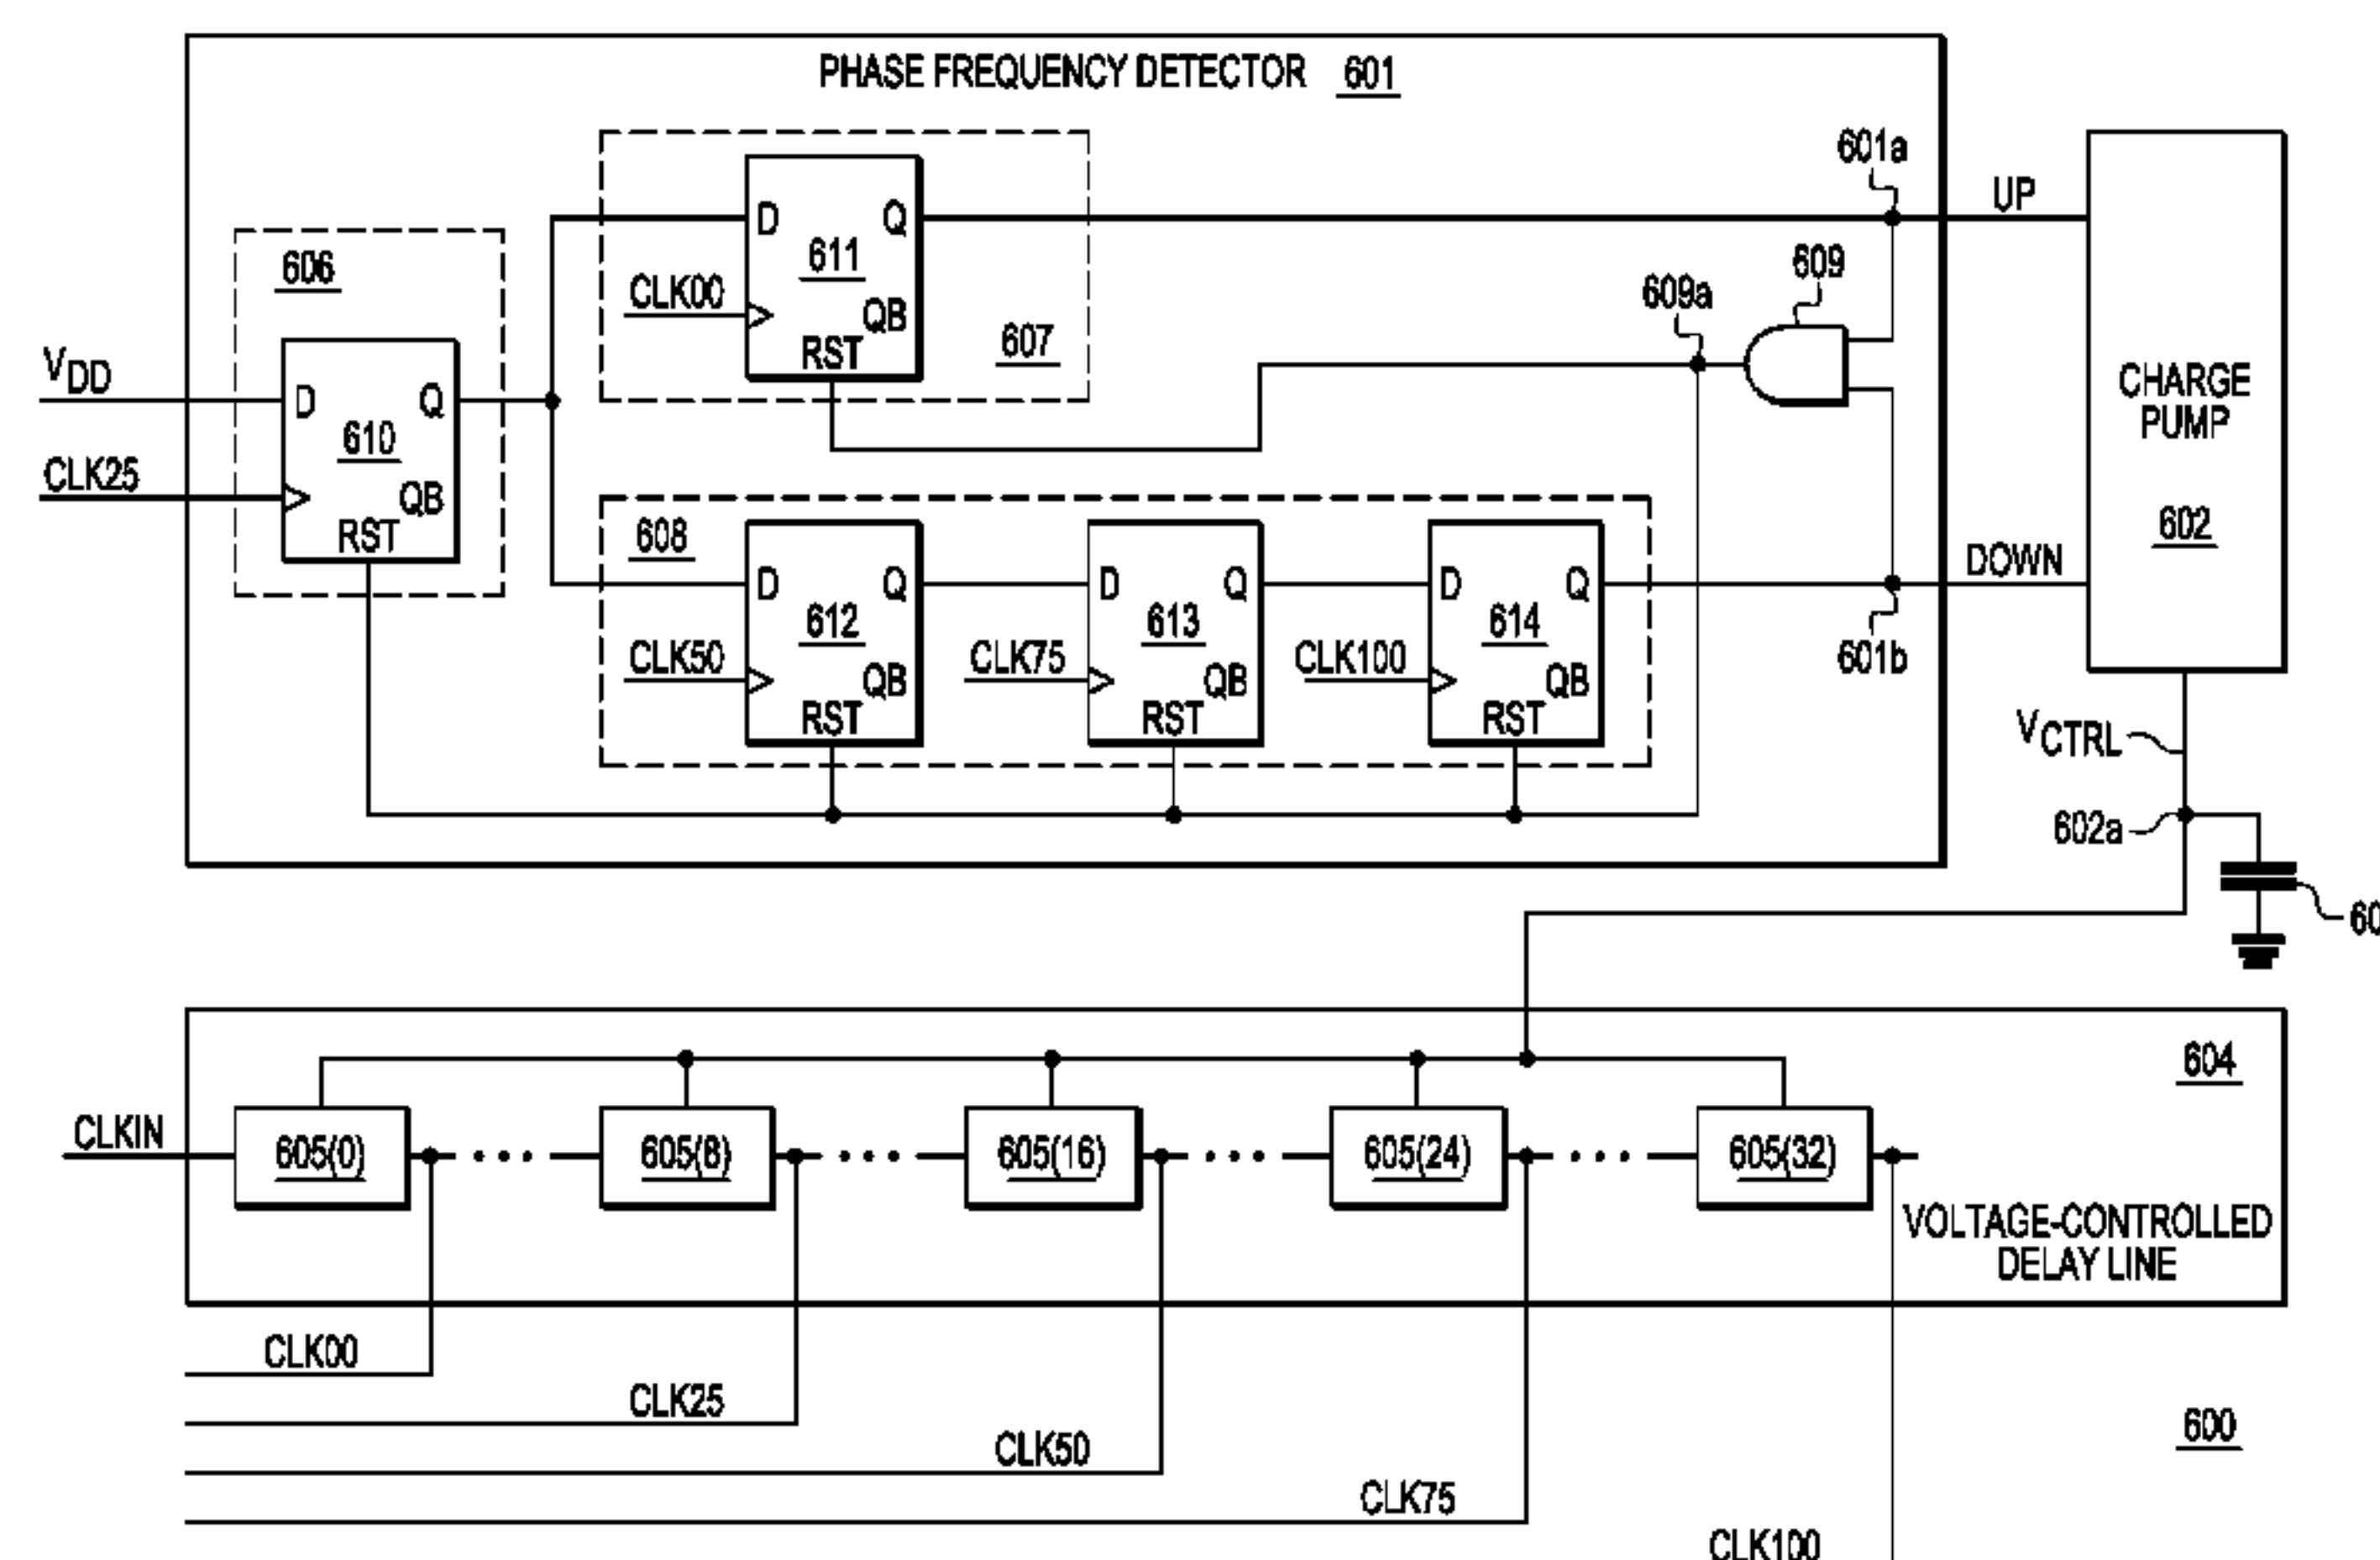 PHASE FREQUENCY DETECTOR 601
601a
UP
D Q
606
611
609
CLK00
QB
609a
607
RST
VDD
D Q
CHARGE
PUMP
610
CLK25
QB
608
602
RST
DOWN
D Q
D Q
D Q
612
613
614
CLK50
QB
CLK75
QB
CLK100
QB
601b
RST
RST
RST
VCTRL
602a
604
CLKIN
605(0)
605(8)
605(16)
605(24)
605(32)
VOLTAGE-CONTROLLED
DELAY LINE
CLK00
CLK25
CLK50
600
CLK75
CLK100